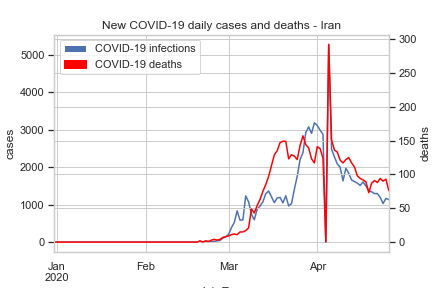 New COVID-19 daily cases and deaths - Iran
COVID-19 infections
COVID-19 deaths
cases
5000
4000
3000
2000
1000
0
deaths
300
250
200
150
100
50
0
Jan
2020
Feb
Mar
Apr